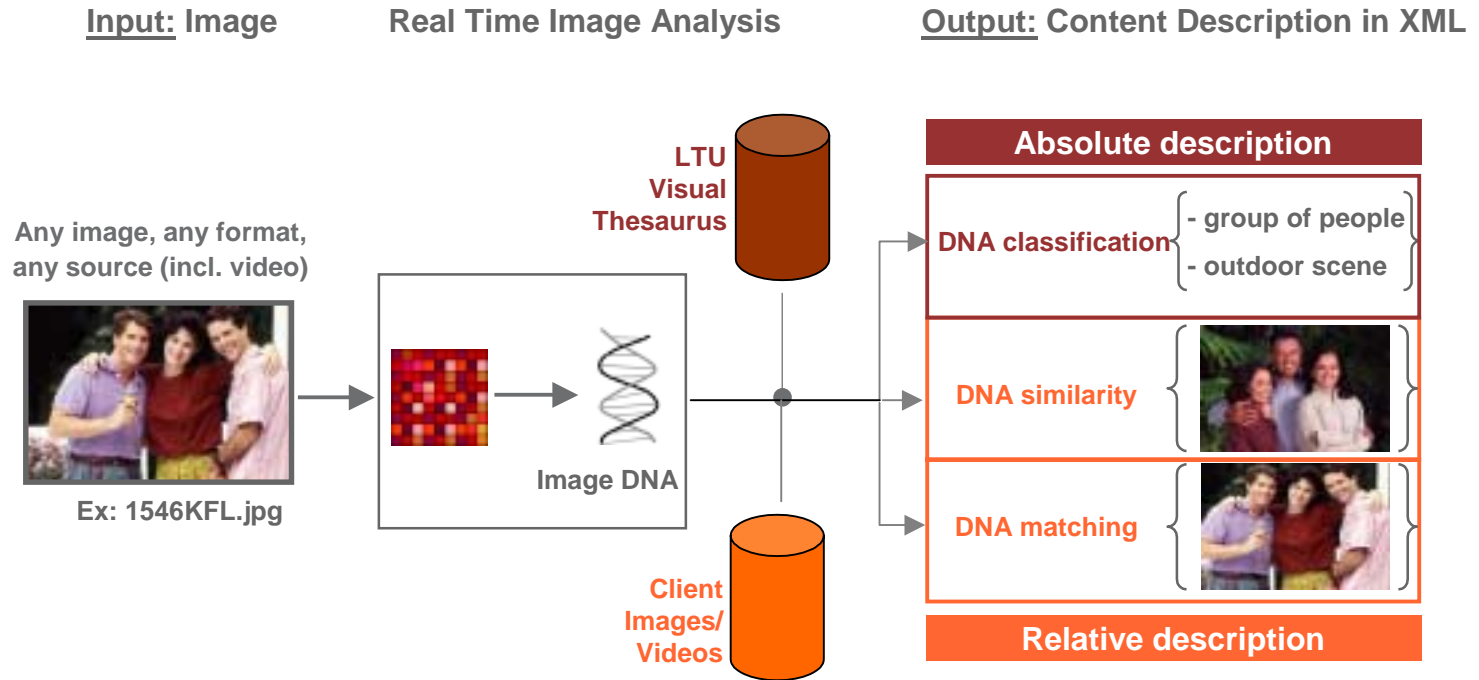 Input: Image
Real Time Image Analysis
Output: Content Description in XML
Any image, any format,
any source (incl. video)
Ex: 1546KFL.jpg
Image DNA
LTU
Visual
Thesaurus
Client
Images/
Videos
Absolute description
DNA classification
- group of people
- outdoor scene
DNA similarity
DNA matching
Relative description